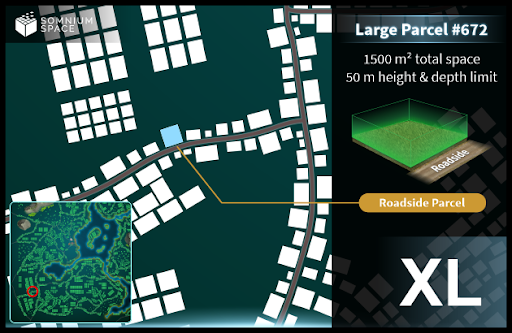 SOMNIUM
SPACE
Large Parcel #672
1500 m² total space
50 m height & depth limit
Roadside
Roadside Parcel
XL